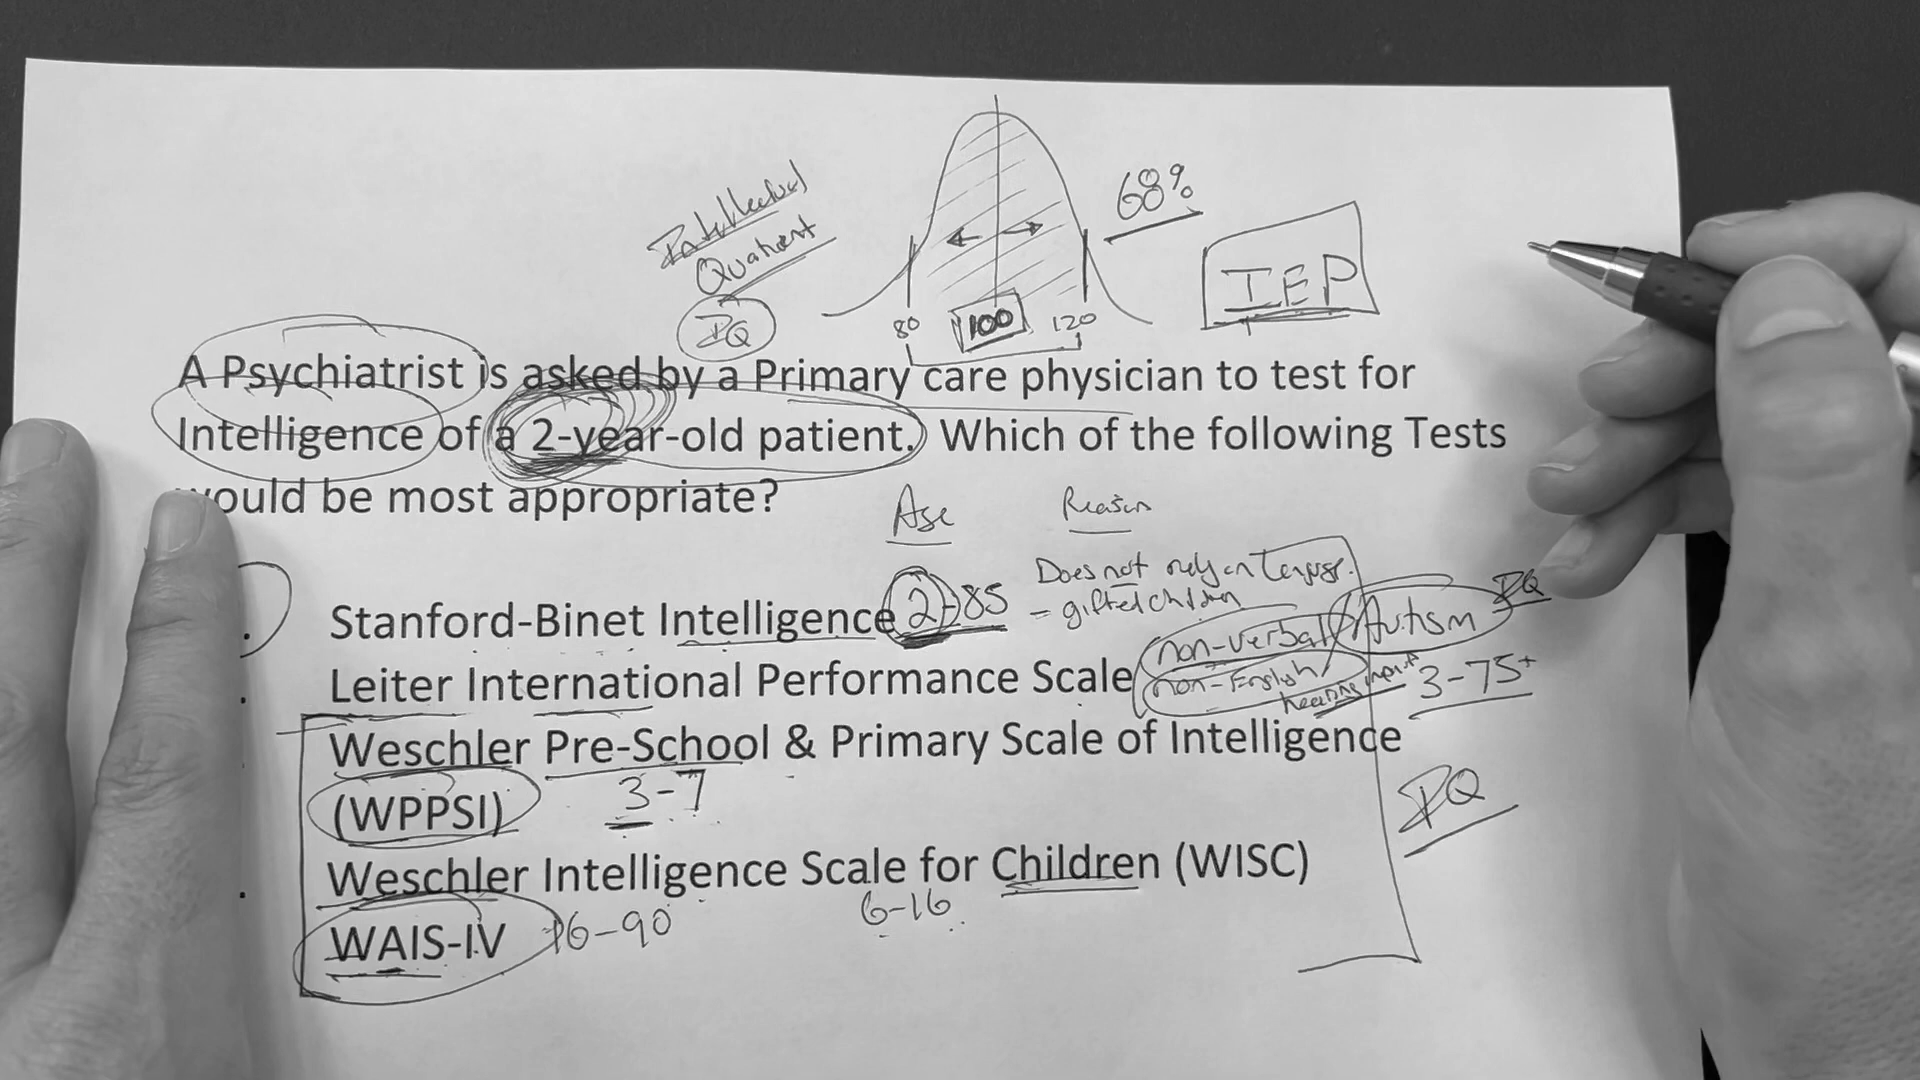 Intellectual
Quotient
IQ
68%
IEP
80
100
120
A Psychiatrist is asked by a Primary care physician to test for
Intelligence of a 2-year-old patient. Which of the following Tests
would be most appropriate?
Age
Reason
Does not rely on language.
= gifted children
. Stanford-Binet Intelligence 2-85
non-verbal / Autism IQ
. Leiter International Performance Scale
non-English
hearing 3-75+
Weschler Pre-School & Primary Scale of Intelligence
(WPPSI) 3-7
IQ
. Weschler Intelligence Scale for Children (WISC)
6-16
WAIS-IV 16-90